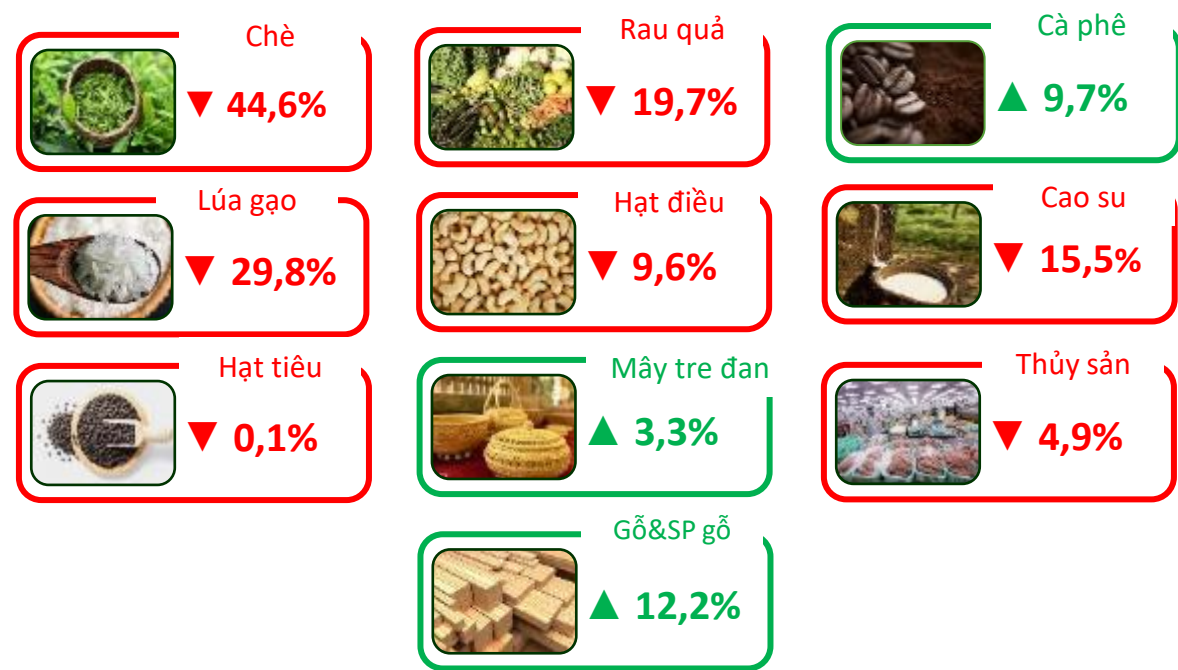 Chè
▼ 44,6%
Rau quả
▼ 19,7%
Cà phê
▲ 9,7%
Lúa gạo
▼ 29,8%
Hạt điều
▼ 9,6%
Cao su
▼ 15,5%
Hạt tiêu
▼ 0,1%
Mây tre đan
▲ 3,3%
Thủy sản
▼ 4,9%
Gỗ&SP gỗ
▲ 12,2%